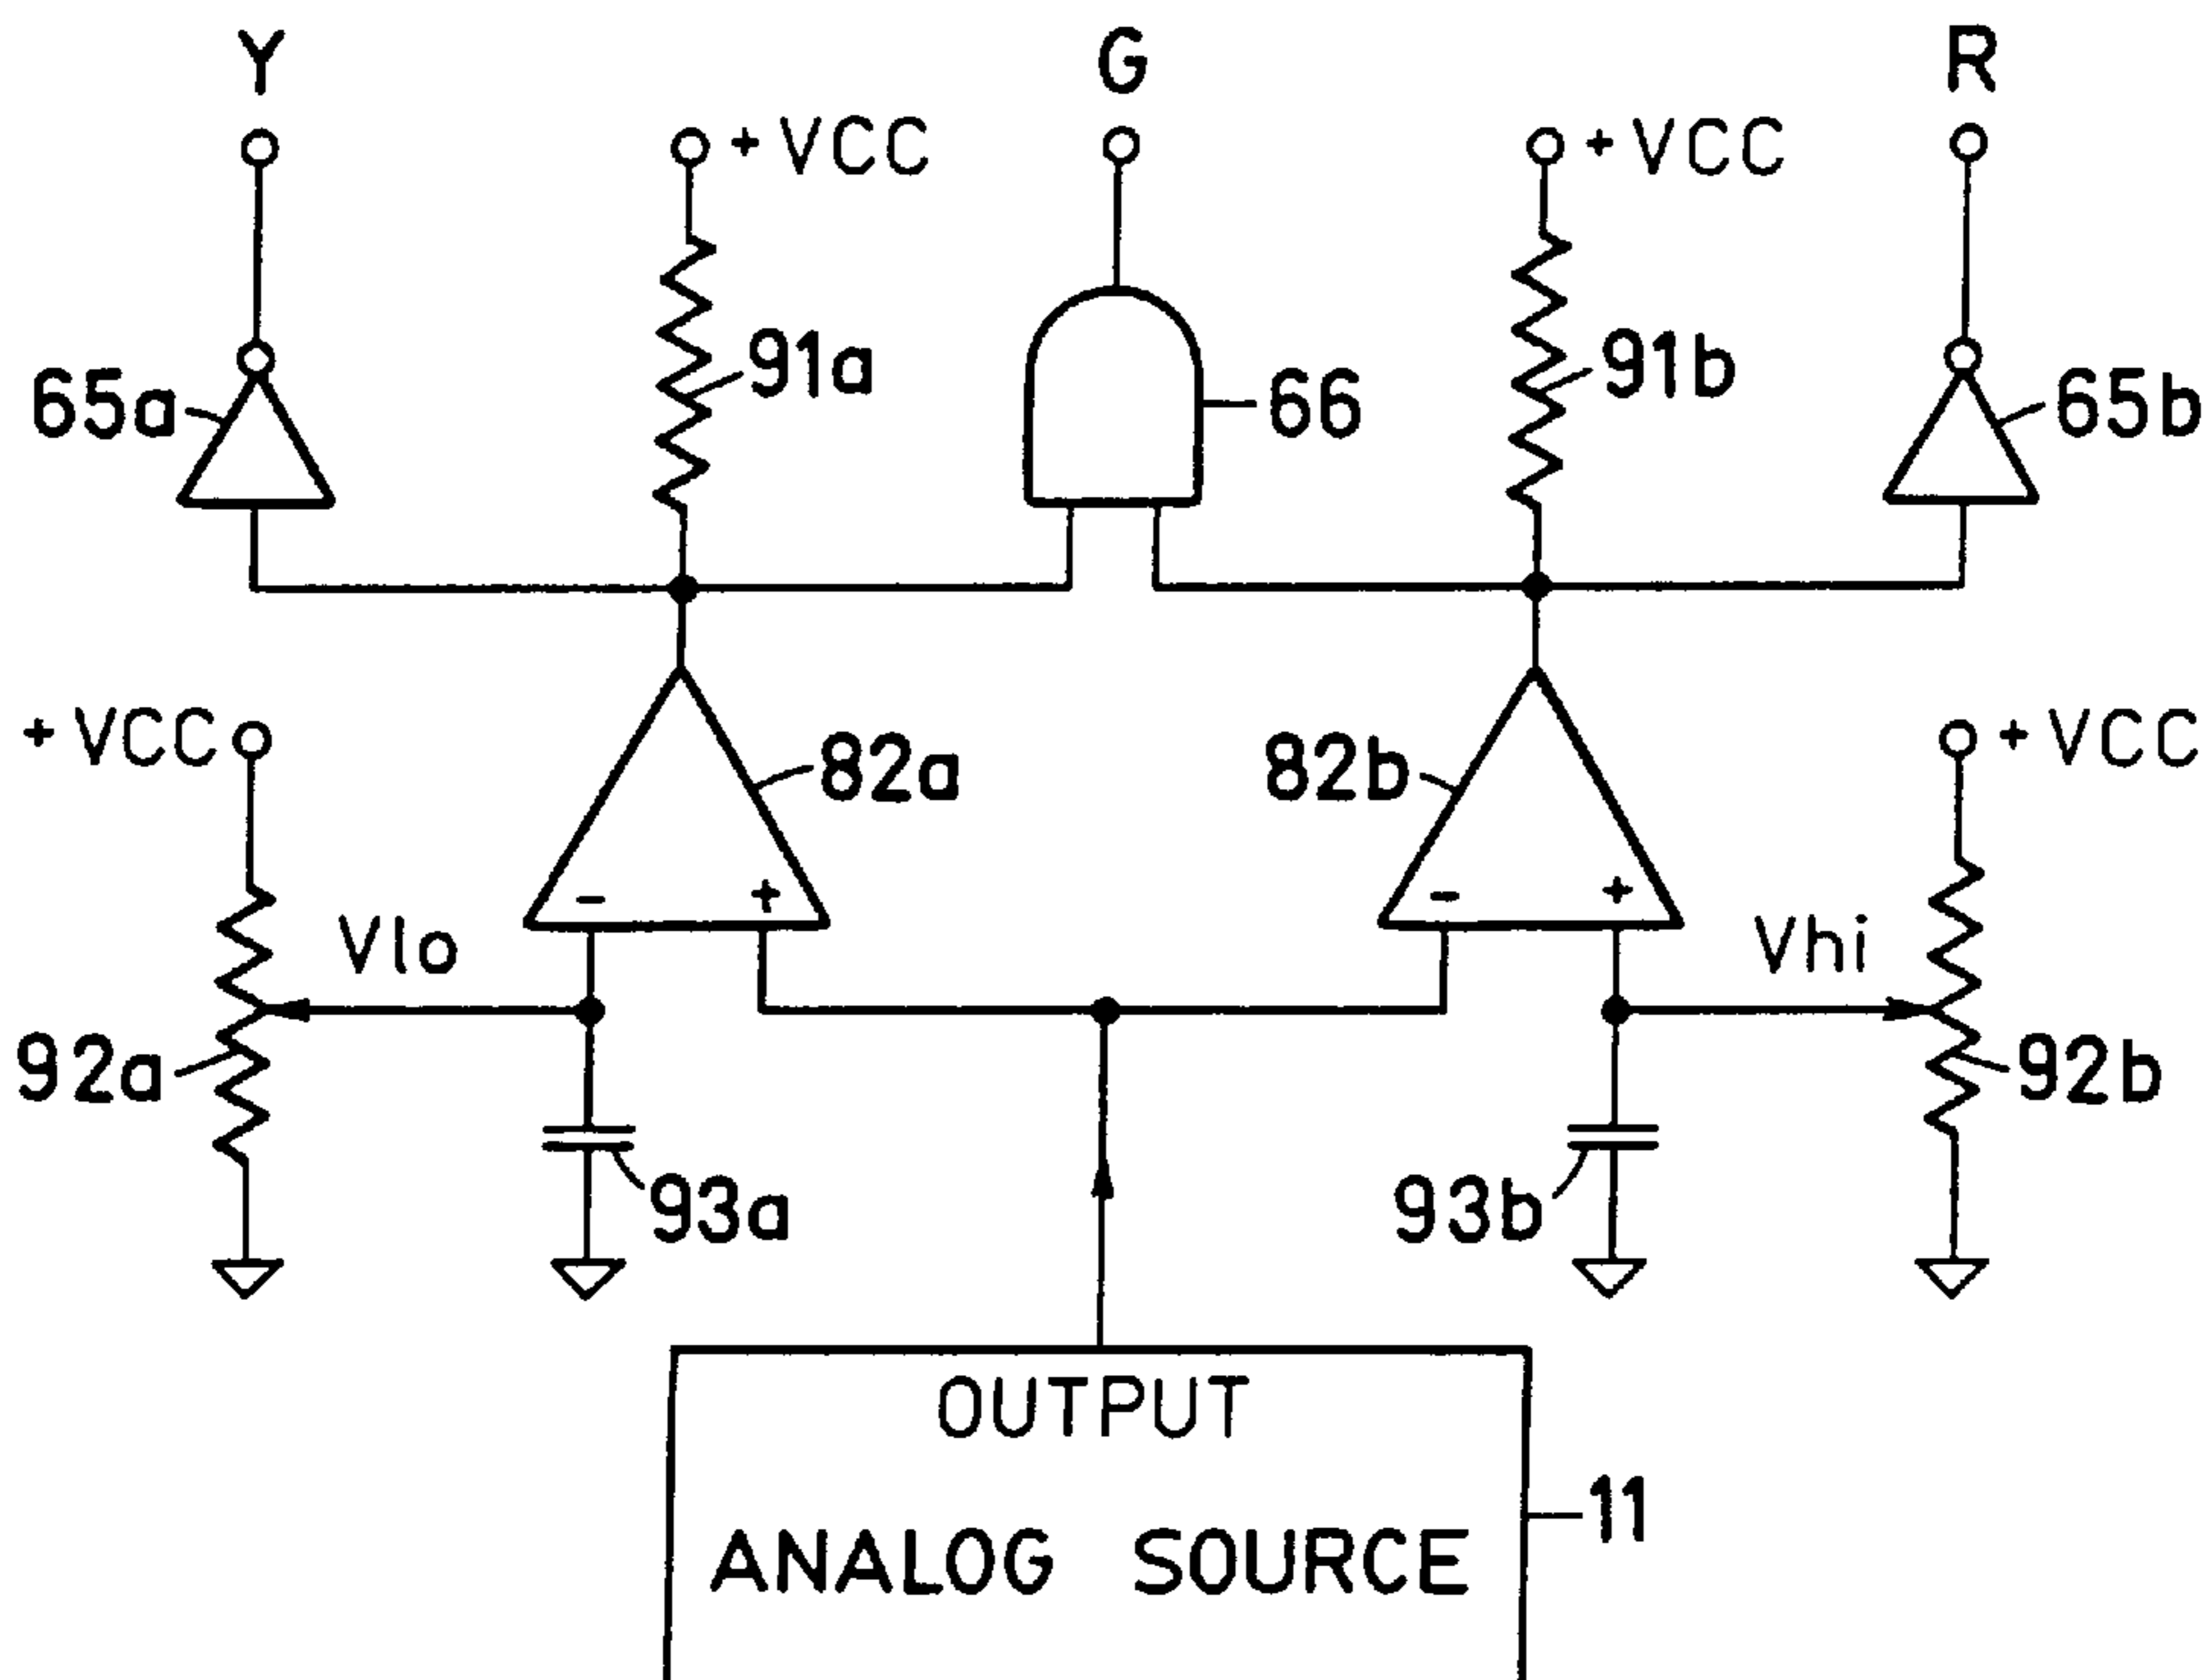 Y
G
R
+VCC
+VCC
91a
91b
65a
66
65b
+VCC
82a
82b
+VCC
-
+
-
+
Vlo
Vhi
92a
92b
93a
93b
OUTPUT
11
ANALOG SOURCE